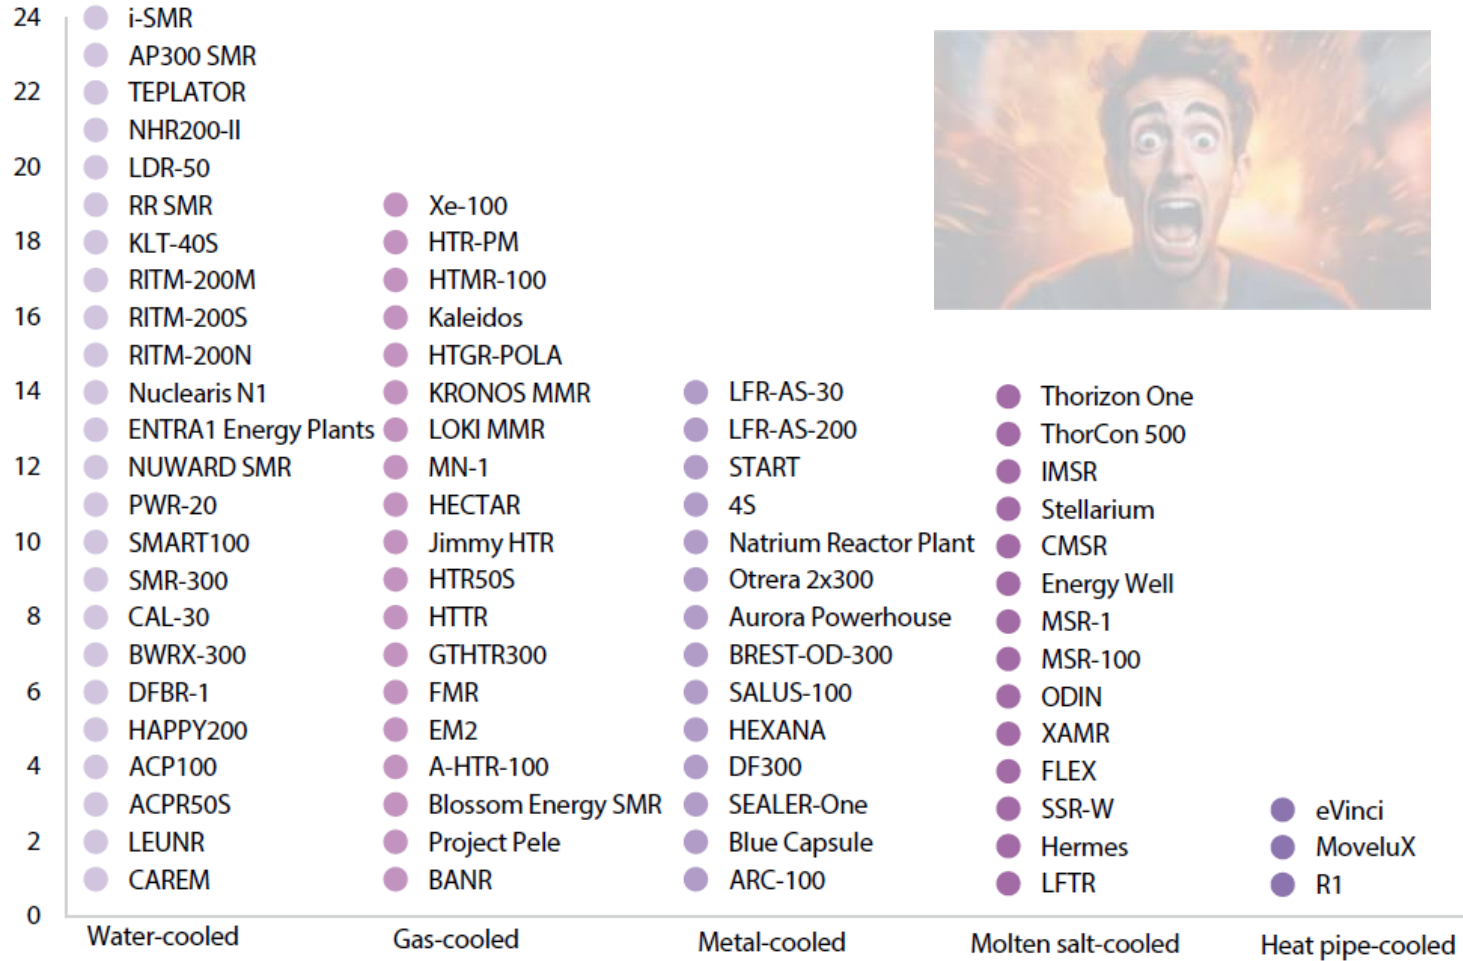 24
22
20
18
16
14
12
10
8
6
4
2
0
i-SMR
AP300 SMR
TEPLATOR
NHR200-II
LDR-50
RR SMR
KLT-40S
RITM-200M
RITM-200S
RITM-200N
Nuclearis N1
ENTRA1 Energy Plants
NUWARD SMR
PWR-20
SMART100
SMR-300
CAL-30
BWRX-300
DFBR-1
HAPPY200
ACP100
ACPR50S
LEUNR
CAREM
Water-cooled
Xe-100
HTR-PM
HTMR-100
Kaleidos
HTGR-POLA
KRONOS MMR
LOKI MMR
MN-1
HECTAR
Jimmy HTR
HTR50S
HTTR
GTHTR300
FMR
EM2
A-HTR-100
Blossom Energy SMR
Project Pele
BANR
Gas-cooled
LFR-AS-30
LFR-AS-200
START
4S
Natrium Reactor Plant
Otrera 2x300
Aurora Powerhouse
BREST-OD-300
SALUS-100
HEXANA
DF300
SEALER-One
Blue Capsule
ARC-100
Metal-cooled
Thorizon One
ThorCon 500
IMSR
Stellarium
CMSR
Energy Well
MSR-1
MSR-100
ODIN
XAMR
FLEX
SSR-W
Hermes
LFTR
Molten salt-cooled
eVinci
MoveluX
R1
Heat pipe-cooled